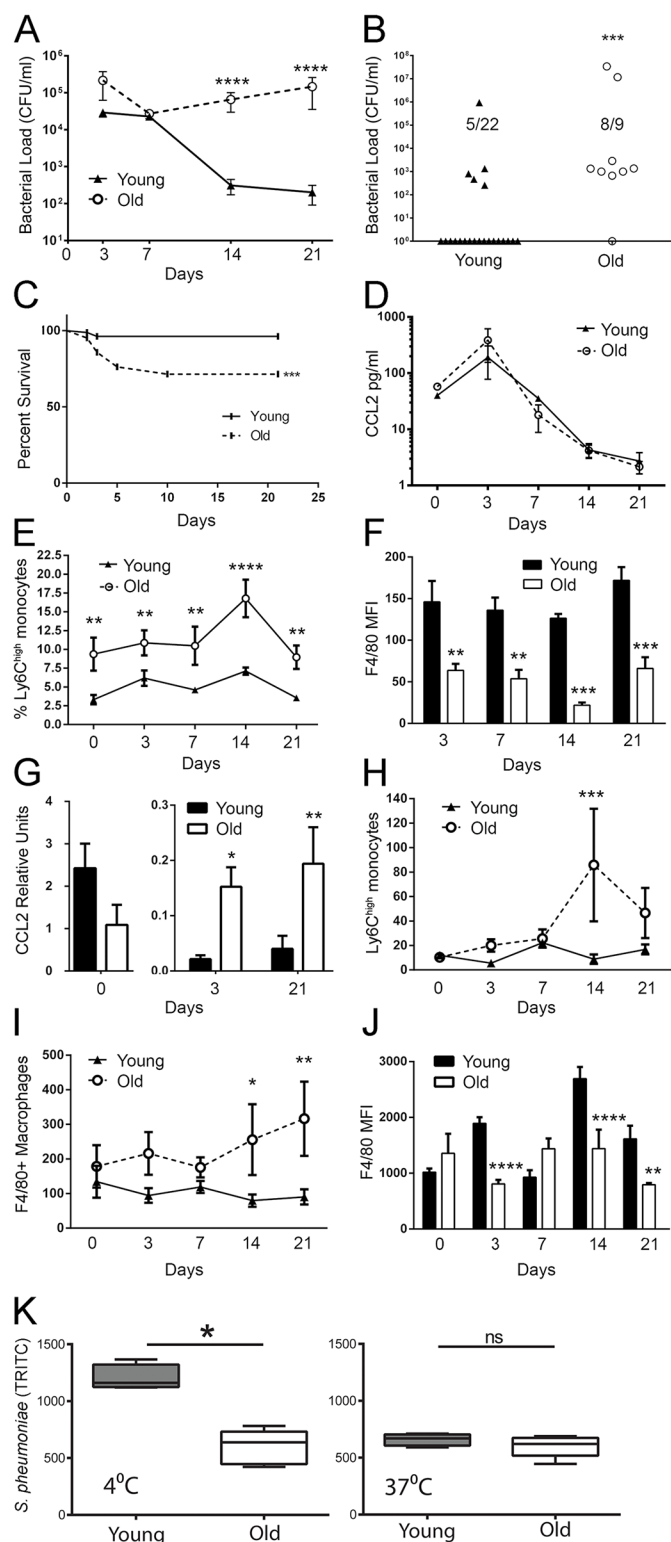 A
Bacterial Load (CFU/ml)
10⁶
10⁵
10⁴
10³
10²
10¹
****
****
Young
Old
0
3
7
14
21
Days
B
Bacterial Load (CFU/ml)
10⁸
10⁷
10⁶
10⁵
10⁴
10³
10²
10¹
10⁰
***
5/22
8/9
Young
Old
C
Percent Survival
100
50
0
***
Young
Old
0
5
10
15
20
25
Days
D
CCL2 pg/ml
1000
100
10
1
Young
Old
0
3
7
14
21
Days
E
% Ly6Cʰⁱᵍʰ monocytes
22.5
20.0
17.5
15.0
12.5
10.0
7.5
5.0
2.5
0.0
Young
Old
**
**
**
****
**
0
3
7
14
21
Days
F
F4/80 MFI
200
150
100
50
0
Young
Old
**
**
***
***
3
7
14
21
Days
G
CCL2 Relative Units
4
3
2
1
0
0
0.3
0.2
0.1
0.0
Young
Old
*
**
3
21
Days
H
Ly6Cʰⁱᵍʰ monocytes
140
120
100
80
60
40
20
0
Young
Old
***
0
3
7
14
21
Days
I
F4/80+ Macrophages
500
400
300
200
100
0
Young
Old
*
**
0
3
7
14
21
Days
J
F4/80 MFI
3000
2000
1000
0
Young
Old
****
****
**
0
3
7
14
21
Days
K
S. pheumoniae (TRITC)
1500
1000
500
0
*
4⁰C
Young
Old
1500
1000
500
0
ns
37⁰C
Young
Old